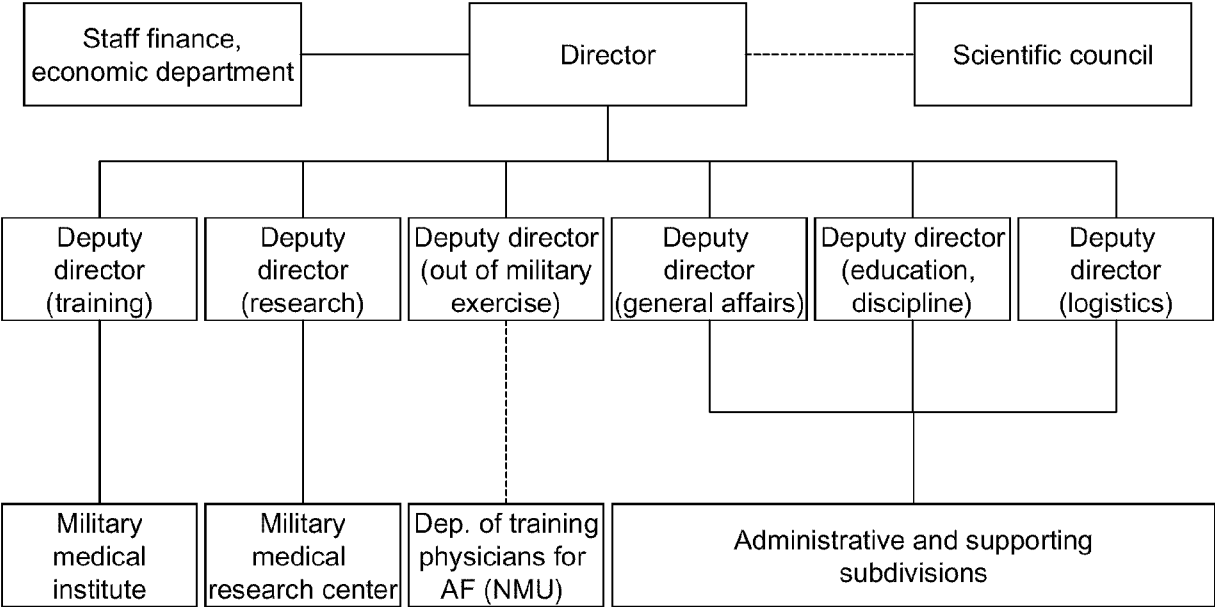 Staff finance,
economic department
Director
Scientific council
Deputy
director
(training)
Deputy
director
(research)
Deputy director
(out of military
exercise)
Deputy
director
(general affairs)
Deputy director
(education,
discipline)
Deputy
director
(logistics)
Military
medical
institute
Military
medical
research center
Dep. of training
physicians for
AF (NMU)
Administrative and supporting
subdivisions